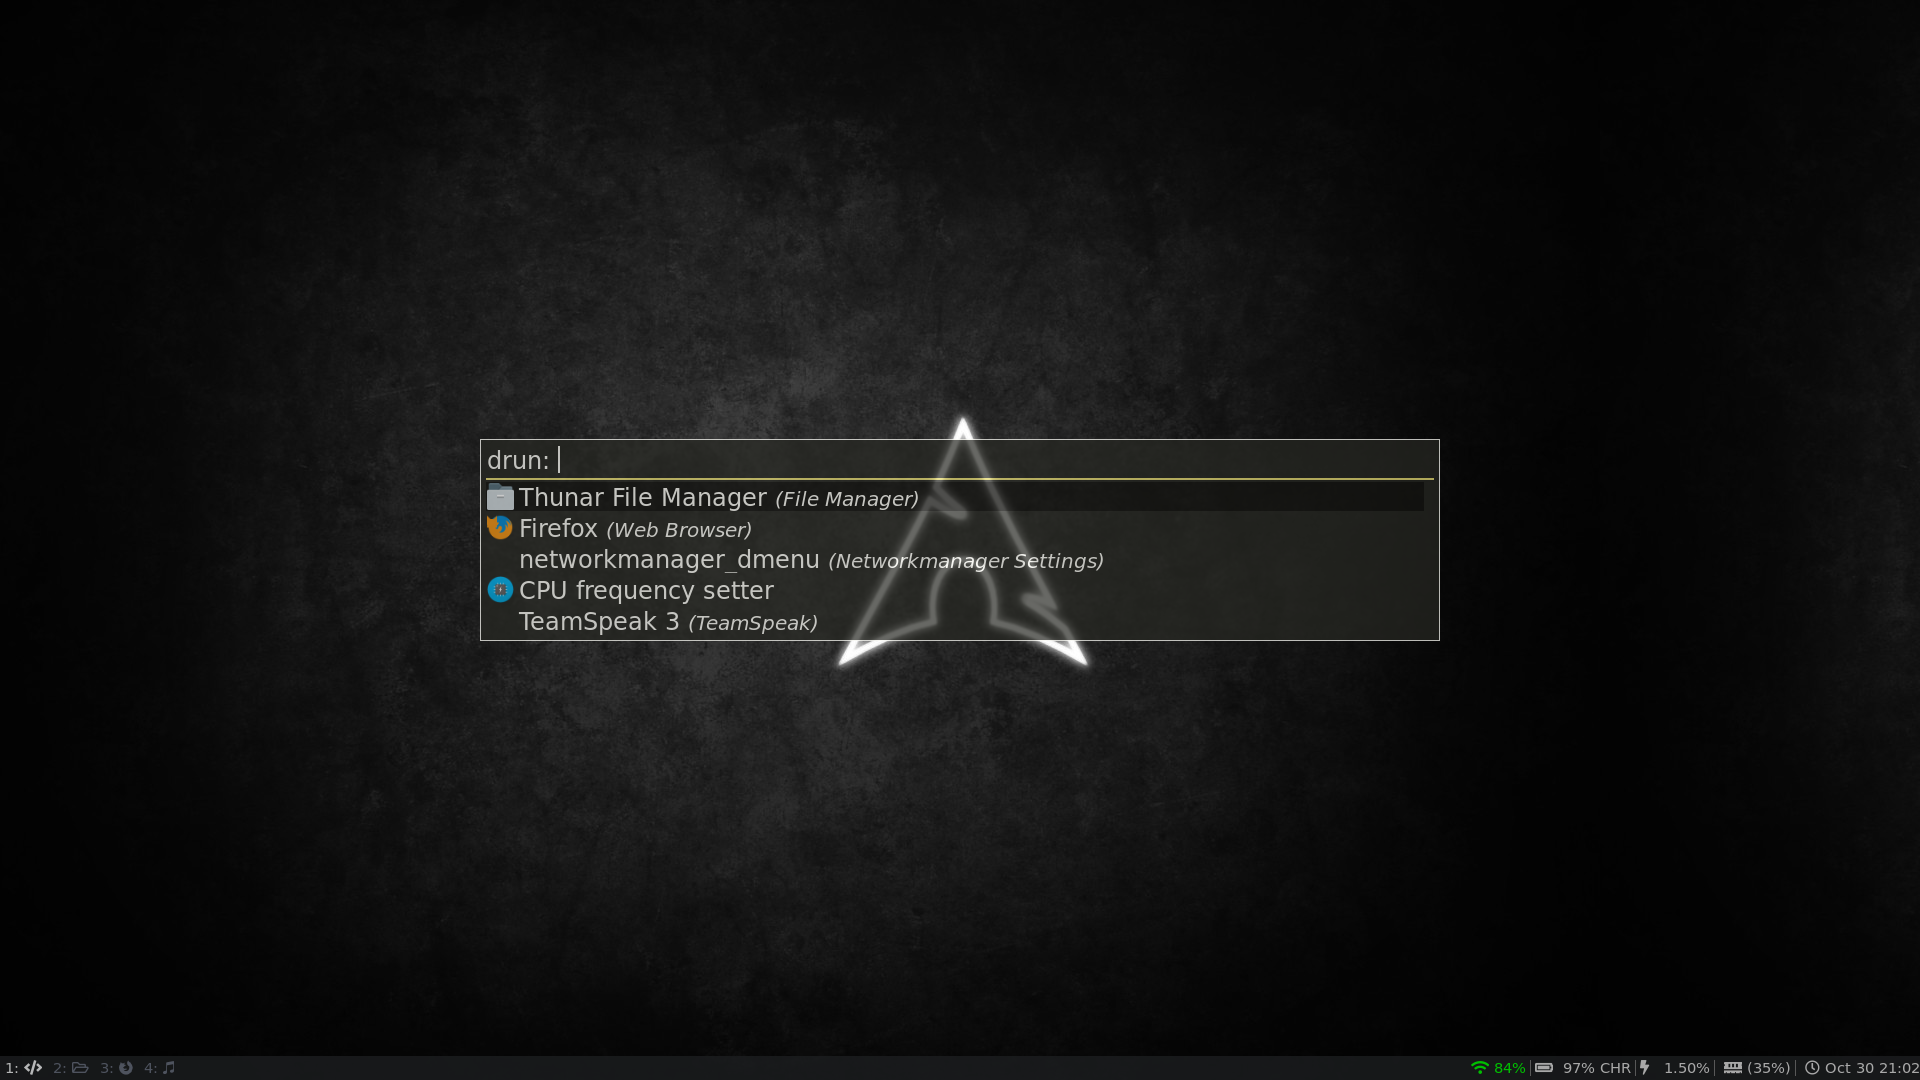 drun:
Thunar File Manager (File Manager)
Firefox (Web Browser)
networkmanager_dmenu (Networkmanager Settings)
CPU frequency setter
TeamSpeak 3 (TeamSpeak)
1: 2: 3: 4: 84% 97% CHR 1.50% (35%) Oct 30 21:02